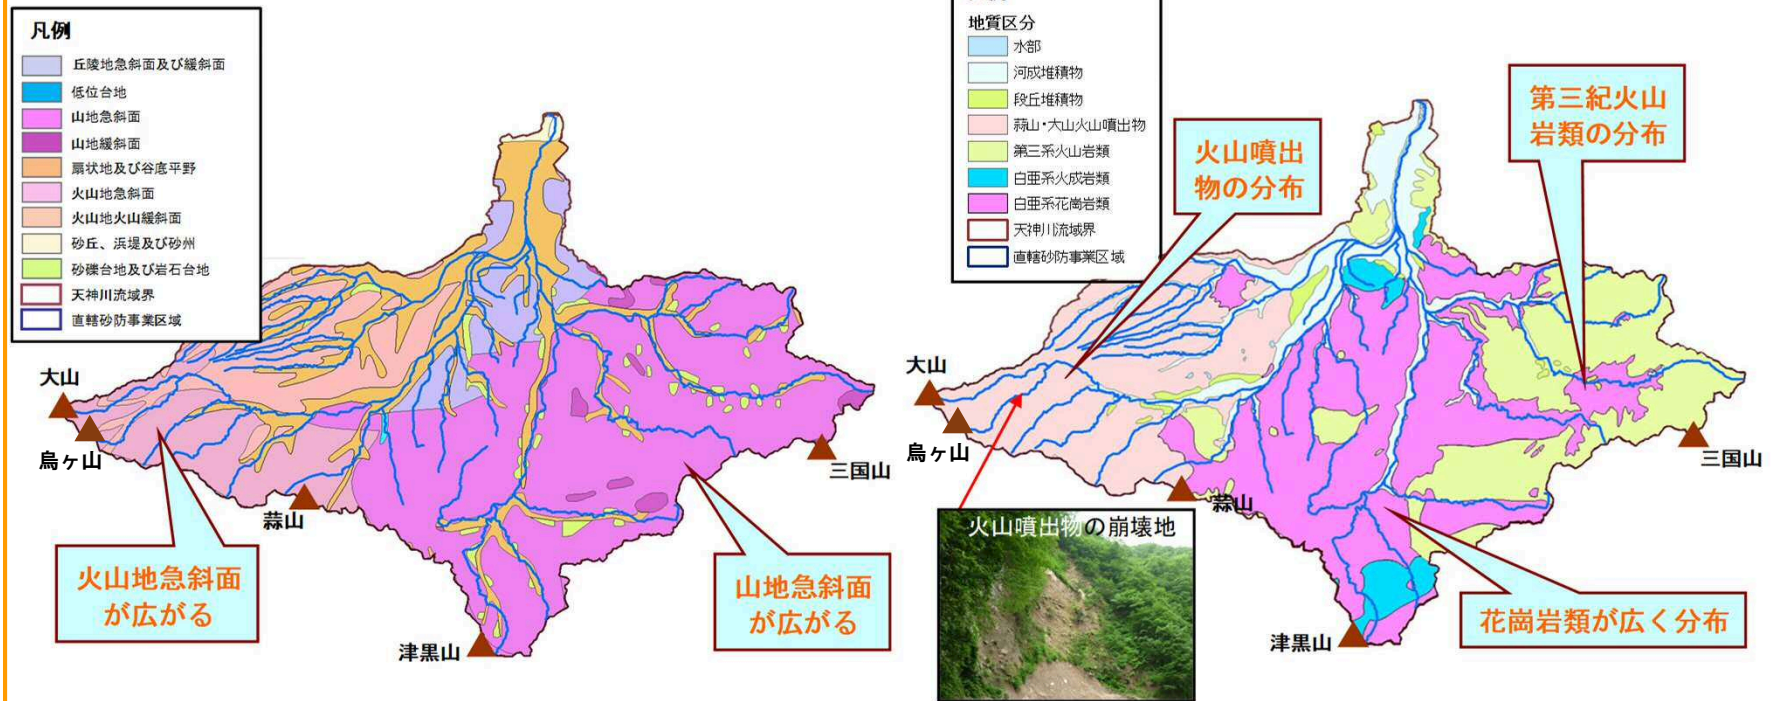 凡例
丘陵地急斜面及び緩斜面
低位台地
山地急斜面
山地緩斜面
扇状地及び谷底平野
火山地急斜面
火山地火山緩斜面
砂丘、浜堤及び砂州
砂礫台地及び岩石台地
天神川流域界
直轄砂防事業区域
大山
烏ヶ山
蒜山
三国山
津黒山
火山地急斜面
が広がる
山地急斜面
が広がる
地質区分
水部
河成堆積物
段丘堆積物
蒜山・大山火山噴出物
第三系火山岩類
白亜系火成岩類
白亜系花崗岩類
天神川流域界
直轄砂防事業区域
火山噴出
物の分布
第三紀火山
岩類の分布
大山
烏ヶ山
蒜山
三国山
津黒山
火山噴出物の崩壊地
花崗岩類が広く分布